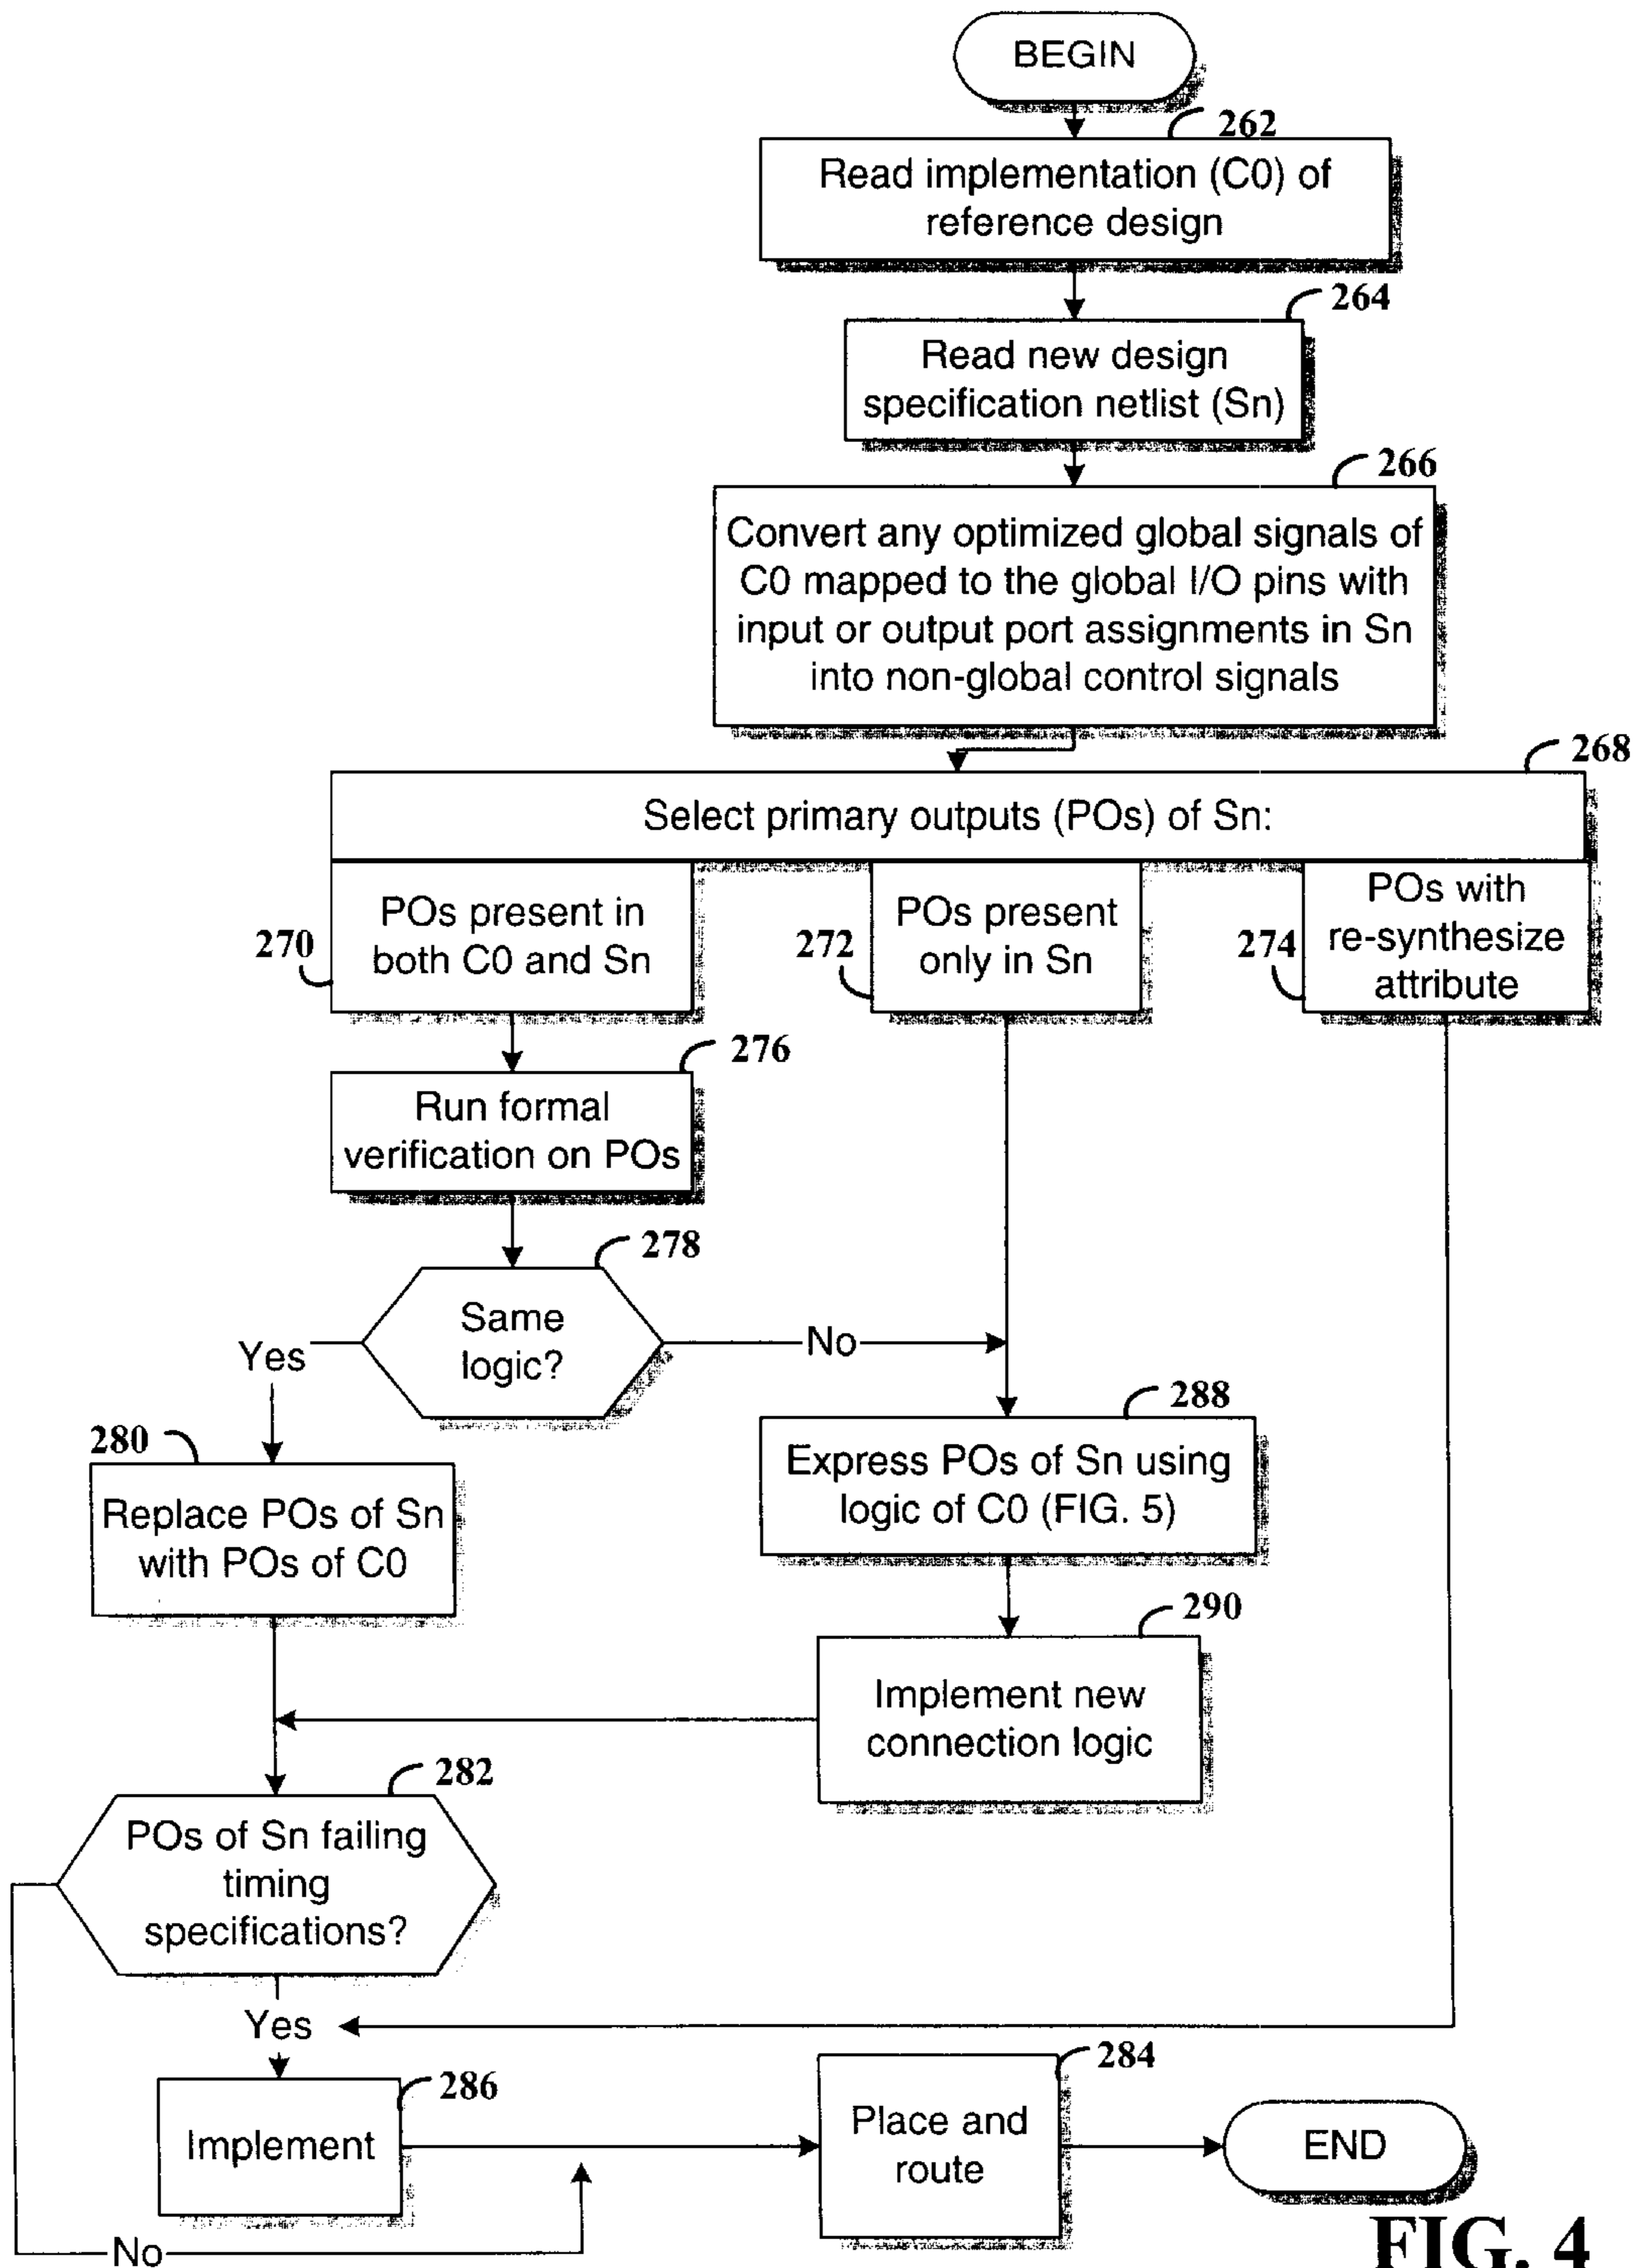 BEGIN
262
Read implementation (C0) of
reference design
264
Read new design
specification netlist (Sn)
266
Convert any optimized global signals of
C0 mapped to the global I/O pins with
input or output port assignments in Sn
into non-global control signals
268
Select primary outputs (POs) of Sn:
270
POs present in
both C0 and Sn
272
POs present
only in Sn
274
POs with
re-synthesize
attribute
276
Run formal
verification on POs
278
Same
logic?
Yes
No
280
Replace POs of Sn
with POs of C0
288
Express POs of Sn using
logic of C0 (FIG. 5)
290
Implement new
connection logic
282
POs of Sn failing
timing
specifications?
Yes
286
Implement
284
Place and
route
END
No
FIG. 4